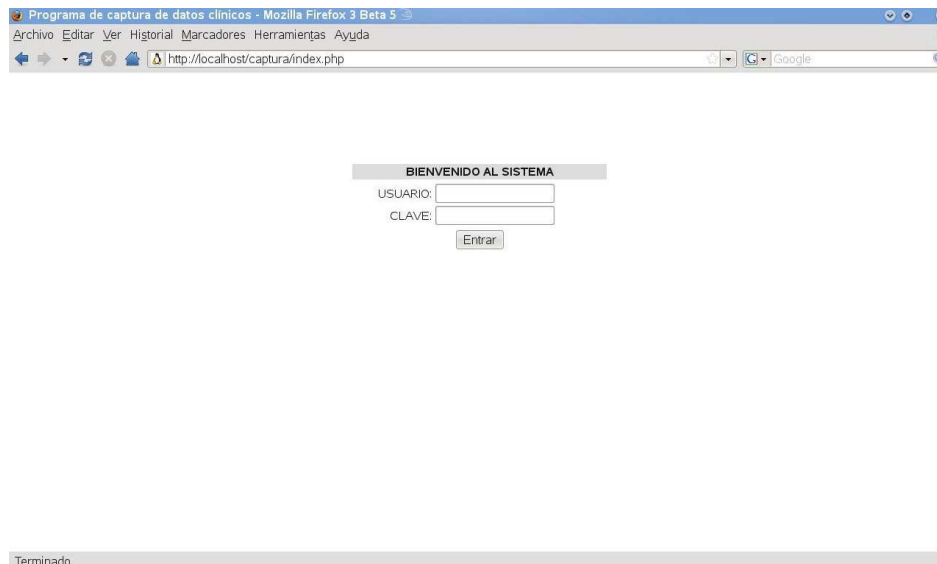 Programa de captura de datos clínicos - Mozilla Firefox 3 Beta 5
Archivo Editar Ver Historial Marcadores Herramientas Ayuda
http://localhost/captura/index.php G Google
BIENVENIDO AL SISTEMA
USUARIO:
CLAVE:
Entrar
Terminado